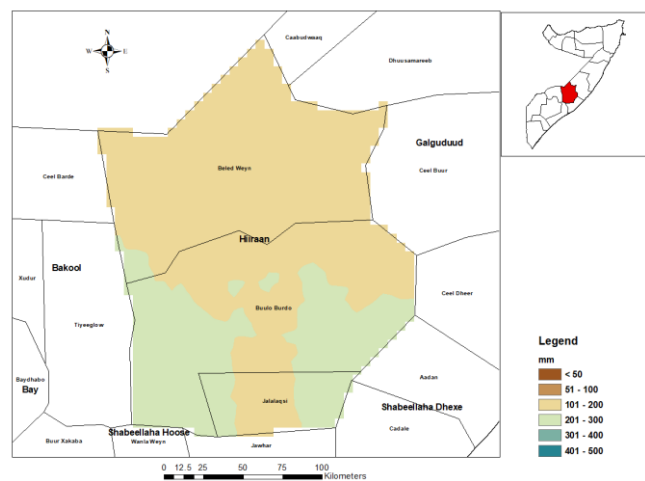 N
W E
S
Caabudwaaq
Dhuusamareeb
Galguduud
Ceel Barde
Beled Weyn
Ceel Buur
Hiiraan
Bakool
Xudur
Ceel Dheer
Buulo Burdo
Tiyeeglow
Legend
mm
< 50
51 - 100
101 - 200
201 - 300
301 - 400
401 - 500
Baydhabo
Bay
Aadan
Jalalaqsi
Shabeellaha Dhexe
Shabeellaha Hoose
Buur Xakaba
Wanla Weyn
Jawhar
Cadale
0 12.5 25 50 75 100
Kilometers